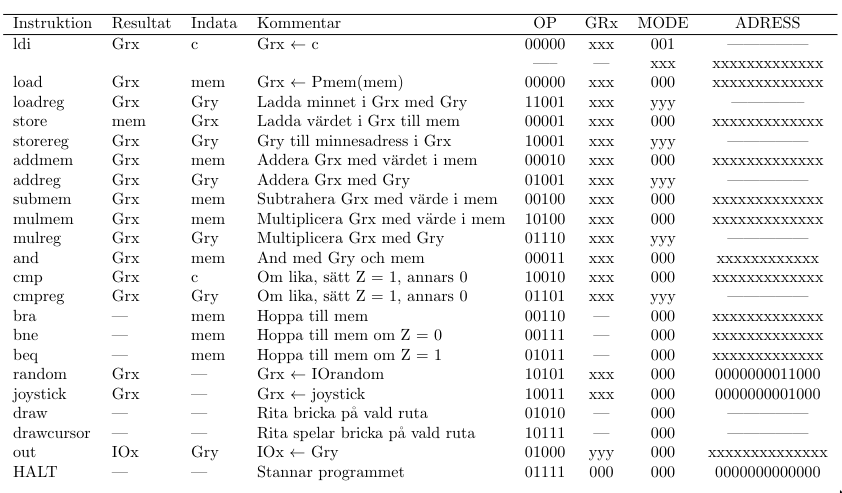 Instruktion Resultat Indata Kommentar OP GRx MODE ADRESS
ldi Grx c Grx ← c 00000 xxx 001 —————
—– — xxx xxxxxxxxxxxxx
load Grx mem Grx ← Pmem(mem) 00000 xxx 000 xxxxxxxxxxxxx
loadreg Grx Gry Ladda minnet i Grx med Gry 11001 xxx yyy —————
store mem Grx Ladda värdet i Grx till mem 00001 xxx 000 xxxxxxxxxxxxx
storereg Grx Gry Gry till minnesadress i Grx 10001 xxx yyy —————
addmem Grx mem Addera Grx med värdet i mem 00010 xxx 000 xxxxxxxxxxxxx
addreg Grx Gry Addera Grx med Gry 01001 xxx yyy —————
submem Grx mem Subtrahera Grx med värde i mem 00100 xxx 000 xxxxxxxxxxxxx
mulmem Grx mem Multiplicera Grx med värde i mem 10100 xxx 000 xxxxxxxxxxxxx
mulreg Grx Gry Multiplicera Grx med Gry 01110 xxx yyy —————
and Grx mem And med Gry och mem 00011 xxx 000 xxxxxxxxxxxx
cmp Grx c Om lika, sätt Z = 1, annars 0 10010 xxx 000 xxxxxxxxxxxxx
cmpreg Grx Gry Om lika, sätt Z = 1, annars 0 01101 xxx yyy —————
bra — mem Hoppa till mem 00110 — 000 xxxxxxxxxxxxx
bne — mem Hoppa till mem om Z = 0 00111 — 000 xxxxxxxxxxxxx
beq — mem Hoppa till mem om Z = 1 01011 — 000 xxxxxxxxxxxxx
random Grx — Grx ← IOrandom 10101 xxx 000 0000000011000
joystick Grx — Grx ← joystick 10011 xxx 000 0000000001000
draw — — Rita bricka på vald ruta 01010 — 000 —————
drawcursor — — Rita spelar bricka på vald ruta 10111 — 000 —————
out IOx Gry IOx ← Gry 01000 yyy 000 xxxxxxxxxxxxxx
HALT — — Stannar programmet 01111 000 000 0000000000000